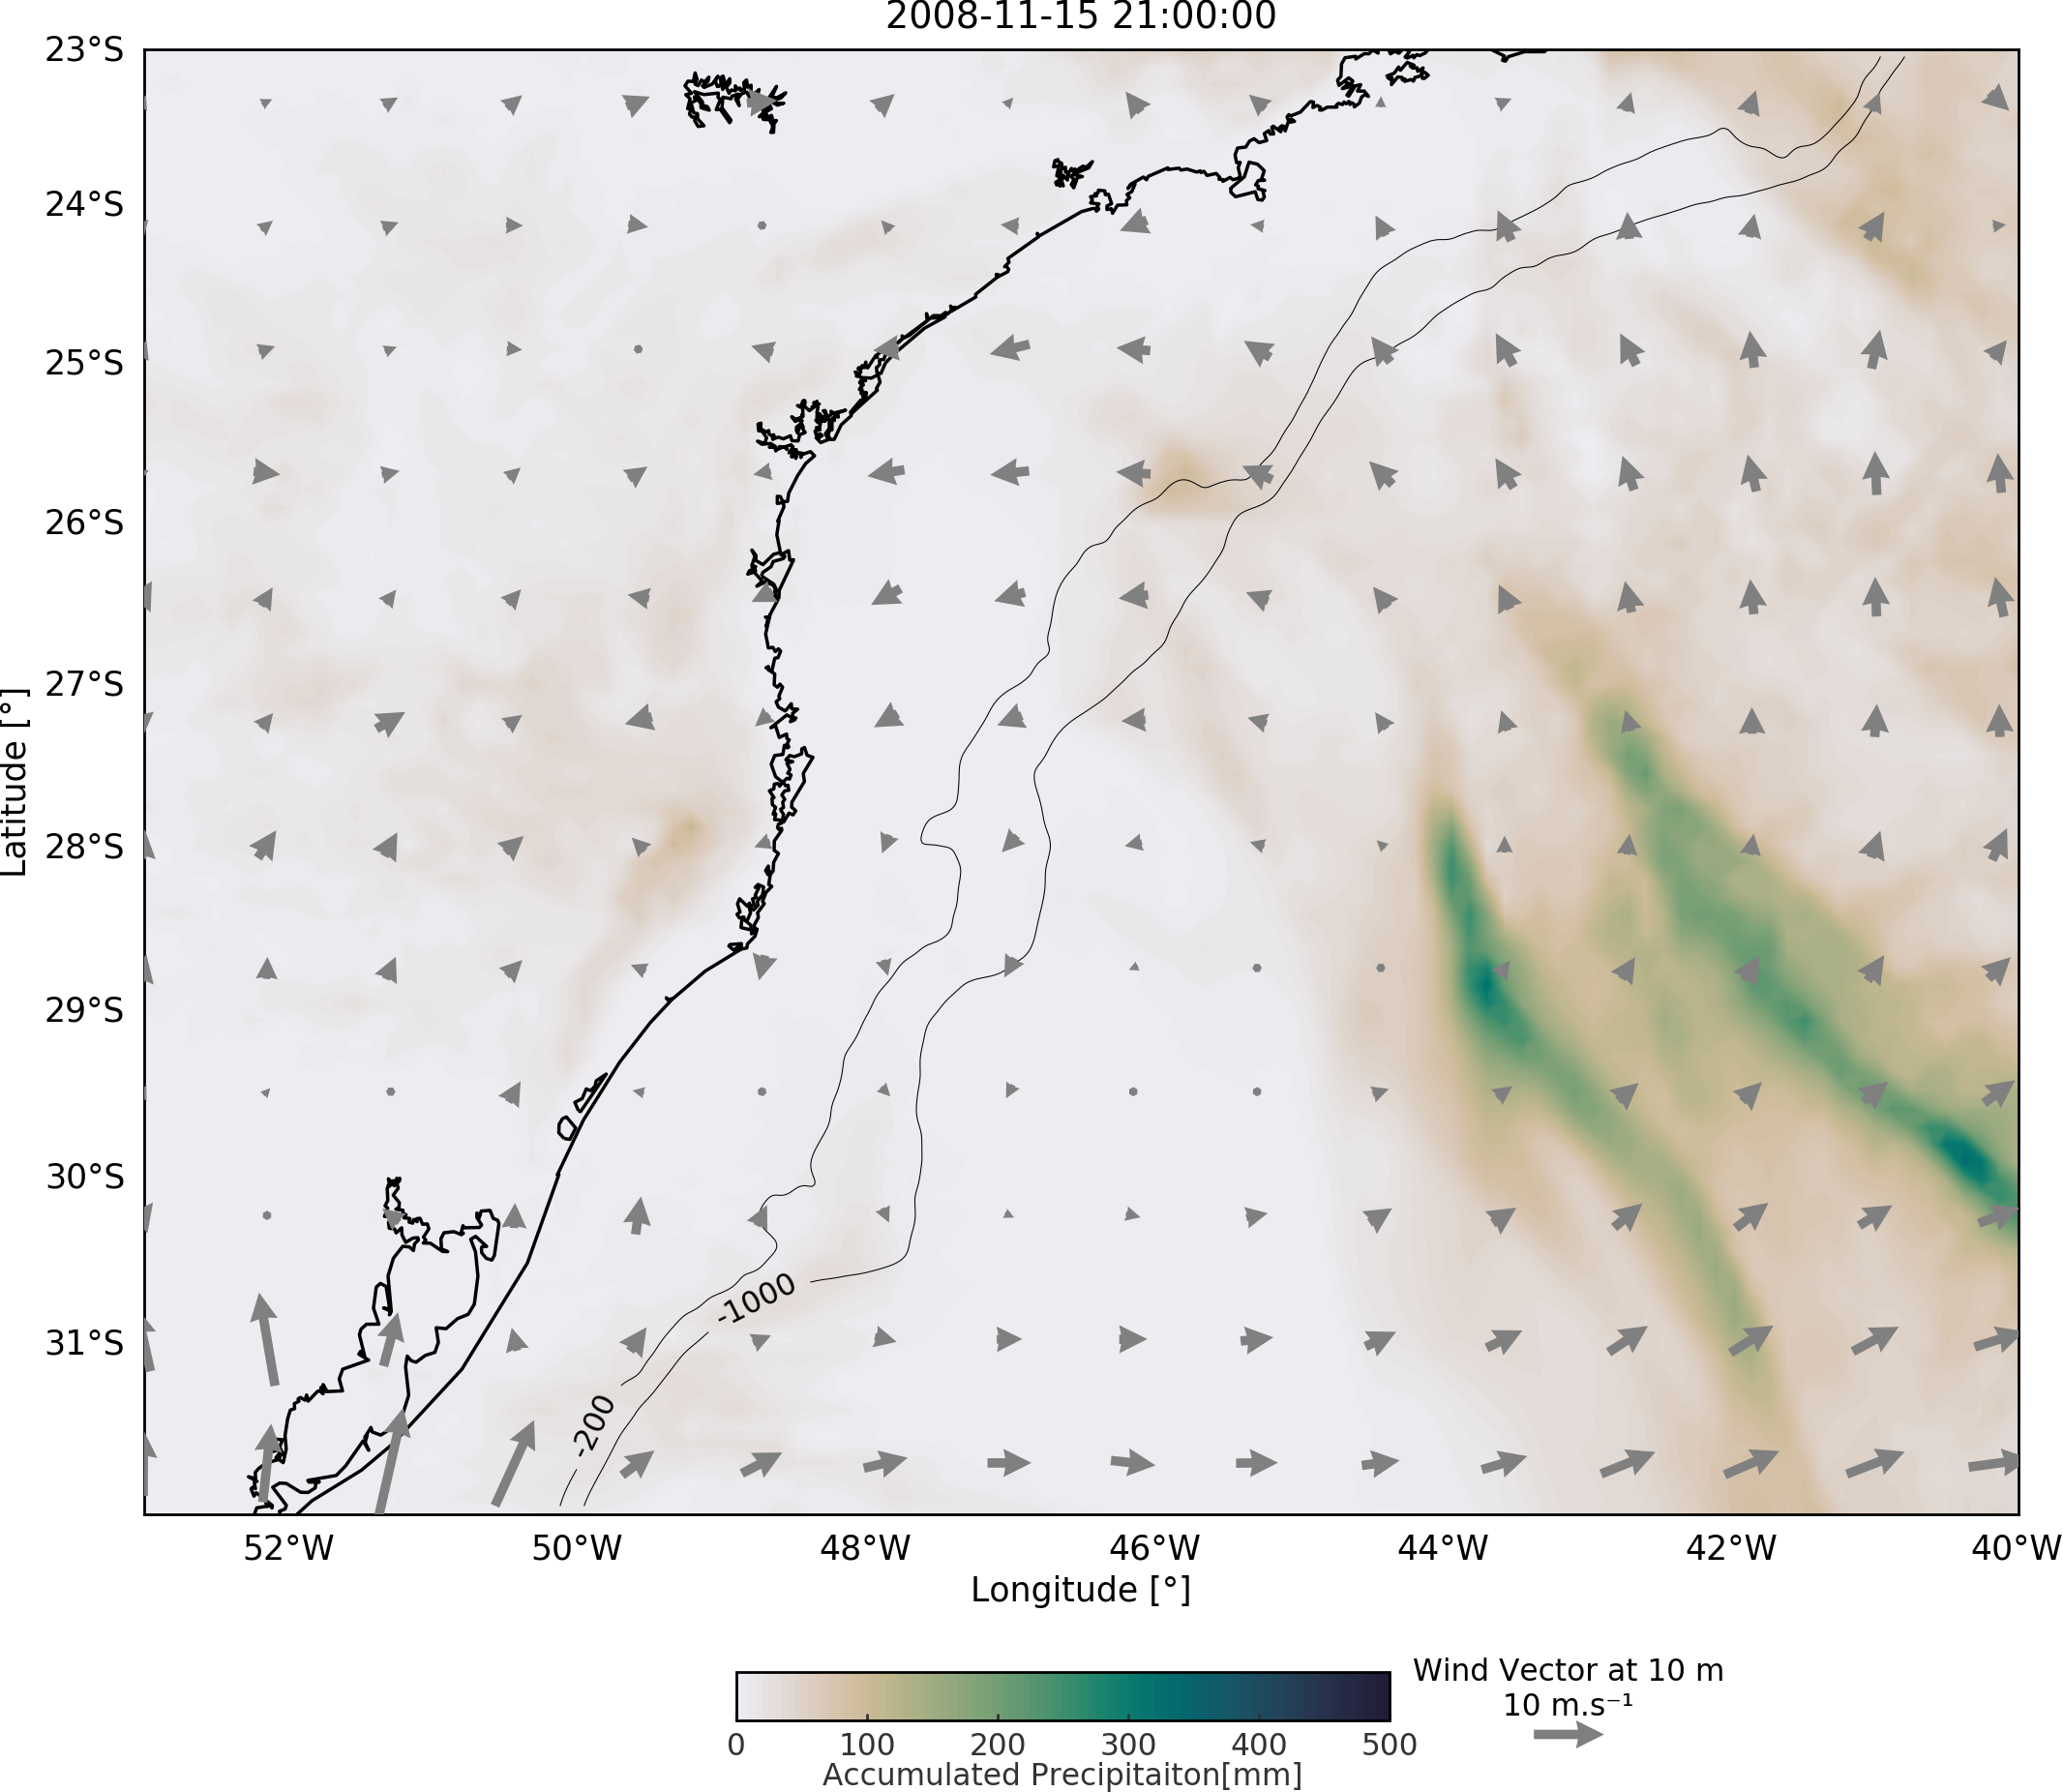 2008-11-15 21:00:00
23°S
24°S
25°S
26°S
27°S
28°S
29°S
30°S
31°S
Latitude [°]
-1000
-200
52°W 50°W 48°W 46°W 44°W 42°W 40°W
Longitude [°]
Wind Vector at 10 m
10 m.s⁻¹
0 100 200 300 400 500
Accumulated Precipitaiton[mm]